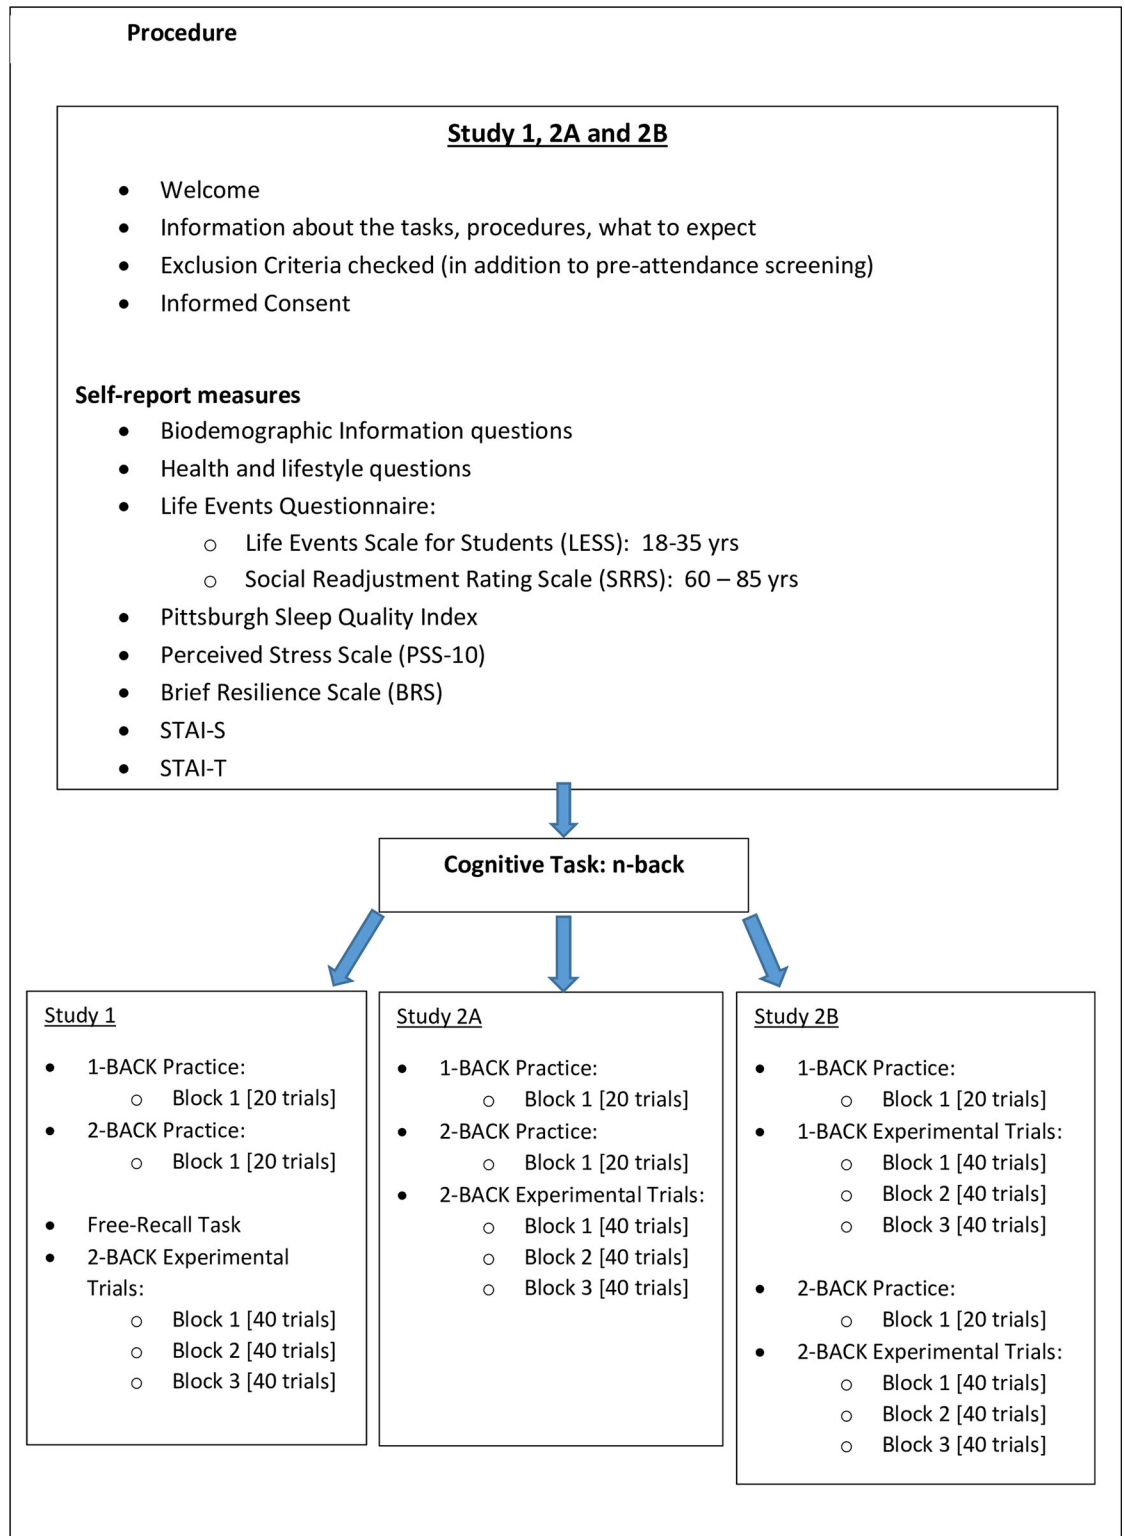 Procedure
Study 1, 2A and 2B
• Welcome
• Information about the tasks, procedures, what to expect
• Exclusion Criteria checked (in addition to pre-attendance screening)
• Informed Consent
Self-report measures
• Biodemographic Information questions
• Health and lifestyle questions
• Life Events Questionnaire:
o Life Events Scale for Students (LESS): 18-35 yrs
o Social Readjustment Rating Scale (SRRS): 60 – 85 yrs
• Pittsburgh Sleep Quality Index
• Perceived Stress Scale (PSS-10)
• Brief Resilience Scale (BRS)
• STAI-S
• STAI-T
Cognitive Task: n-back
Study 1
• 1-BACK Practice:
o Block 1 [20 trials]
• 2-BACK Practice:
o Block 1 [20 trials]
• Free-Recall Task
• 2-BACK Experimental
Trials:
o Block 1 [40 trials]
o Block 2 [40 trials]
o Block 3 [40 trials]
Study 2A
• 1-BACK Practice:
o Block 1 [20 trials]
• 2-BACK Practice:
o Block 1 [20 trials]
• 2-BACK Experimental Trials:
o Block 1 [40 trials]
o Block 2 [40 trials]
o Block 3 [40 trials]
Study 2B
• 1-BACK Practice:
o Block 1 [20 trials]
• 1-BACK Experimental Trials:
o Block 1 [40 trials]
o Block 2 [40 trials]
o Block 3 [40 trials]
• 2-BACK Practice:
o Block 1 [20 trials]
• 2-BACK Experimental Trials:
o Block 1 [40 trials]
o Block 2 [40 trials]
o Block 3 [40 trials]